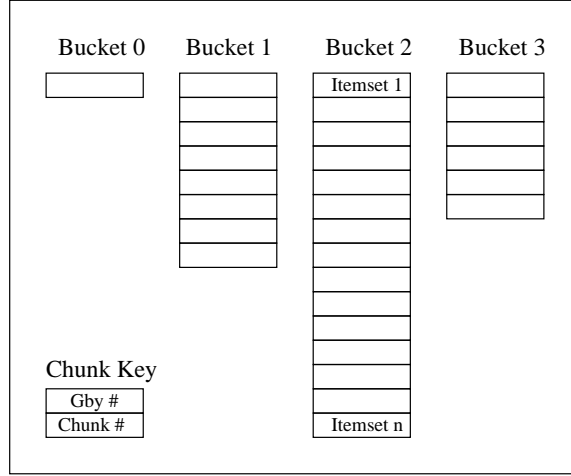 Bucket 0 Bucket 1 Bucket 2 Bucket 3
Itemset 1
Chunk Key
Gby #
Chunk # Itemset n